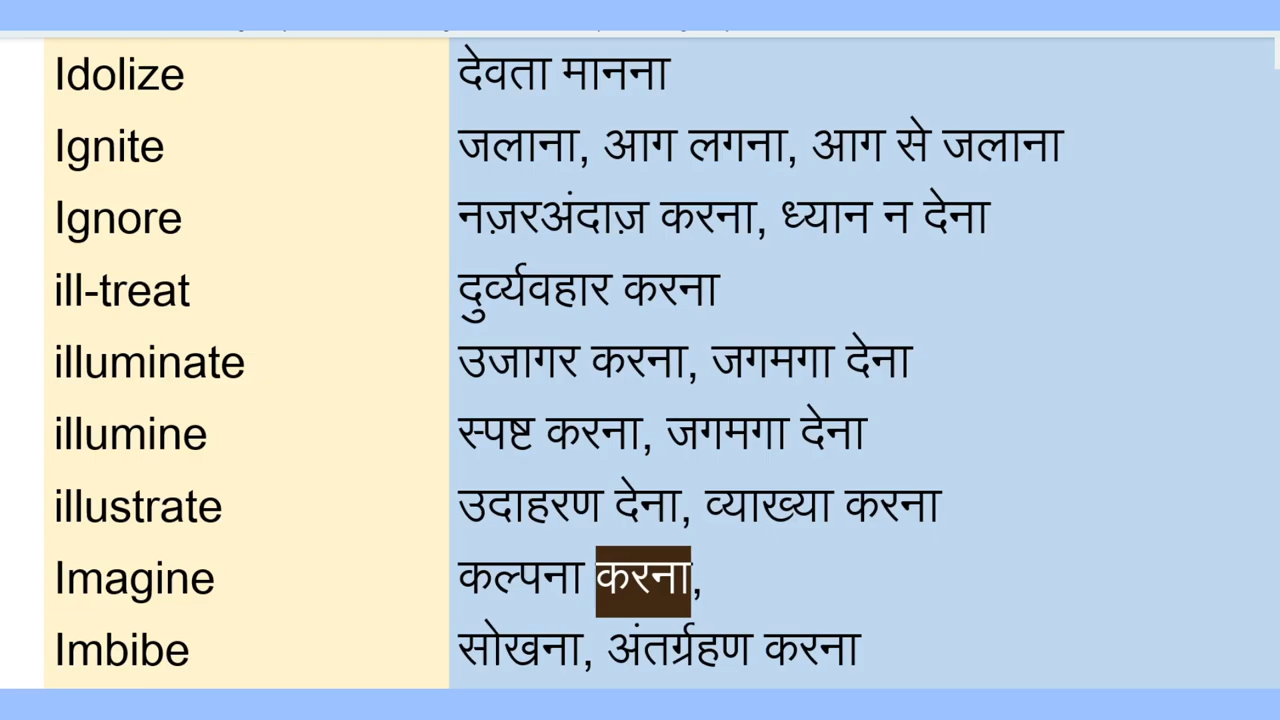 Idolize देवता मानना
Ignite जलाना, आग लगना, आग से जलाना
Ignore नज़रअंदाज़ करना, ध्यान न देना
ill-treat दुर्व्यवहार करना
illuminate उजागर करना, जगमगा देना
illumine स्पष्ट करना, जगमगा देना
illustrate उदाहरण देना, व्याख्या करना
Imagine कल्पना करना,
Imbibe सोखना, अंतर्ग्रहण करना